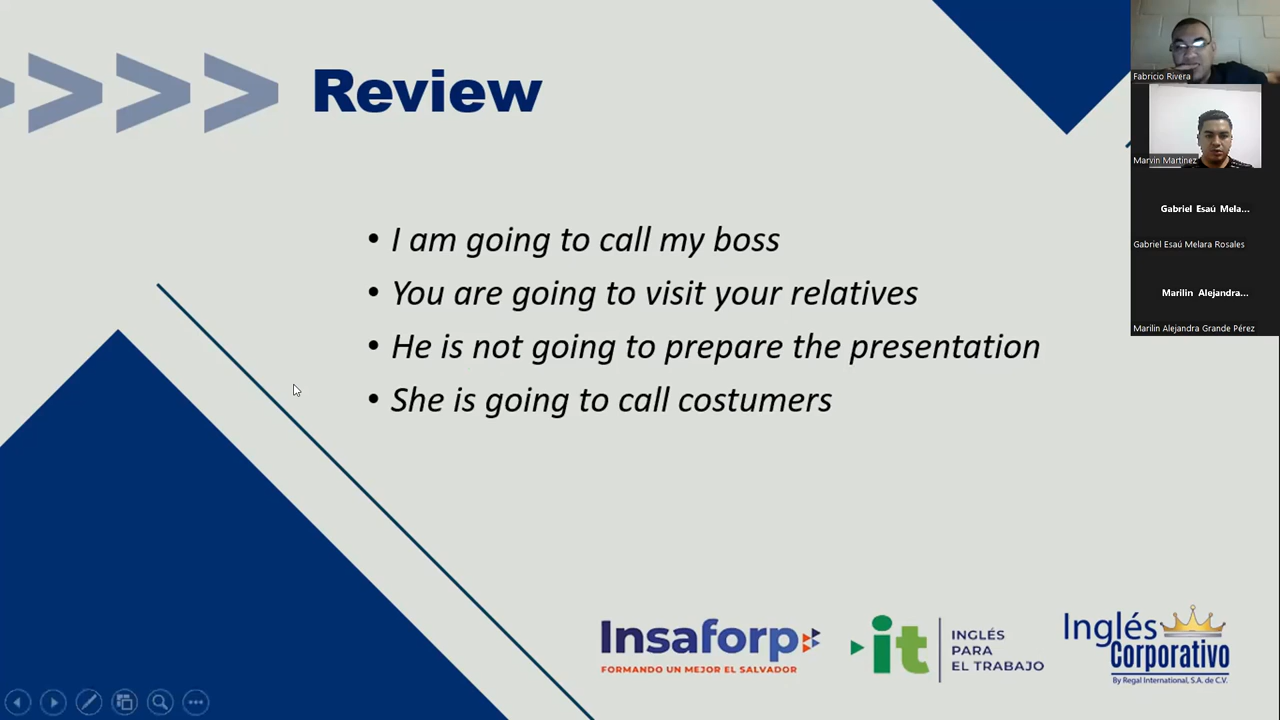 Review
• I am going to call my boss
• You are going to visit your relatives
• He is not going to prepare the presentation
• She is going to call costumers
Insaforp
FORMANDO UN MEJOR EL SALVADOR
it
INGLÉS
PARA
EL TRABAJO
Inglés
Corporativo
By Regal International, S.A. de C.V.
Fabricio Rivera
Marvin Martinez
Gabriel Esaú Mela...
Gabriel Esaú Melara Rosales
Marilin Alejandra...
Marilin Alejandra Grande Pérez